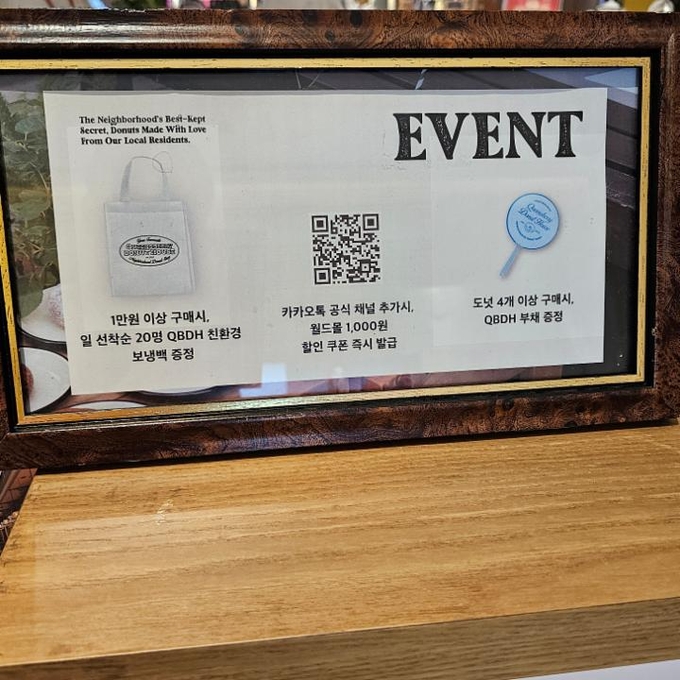 The Neighborhood's Best-Kept
Secret, Donuts Made With Love
From Our Local Residents.
EVENT
1만원 이상 구매시,
일 선착순 20명 QBDH 친환경
보냉백 증정
카카오톡 공식 채널 추가시,
월드몰 1,000원
할인 쿠폰 즉시 발급
도넛 4개 이상 구매시,
QBDH 부채 증정